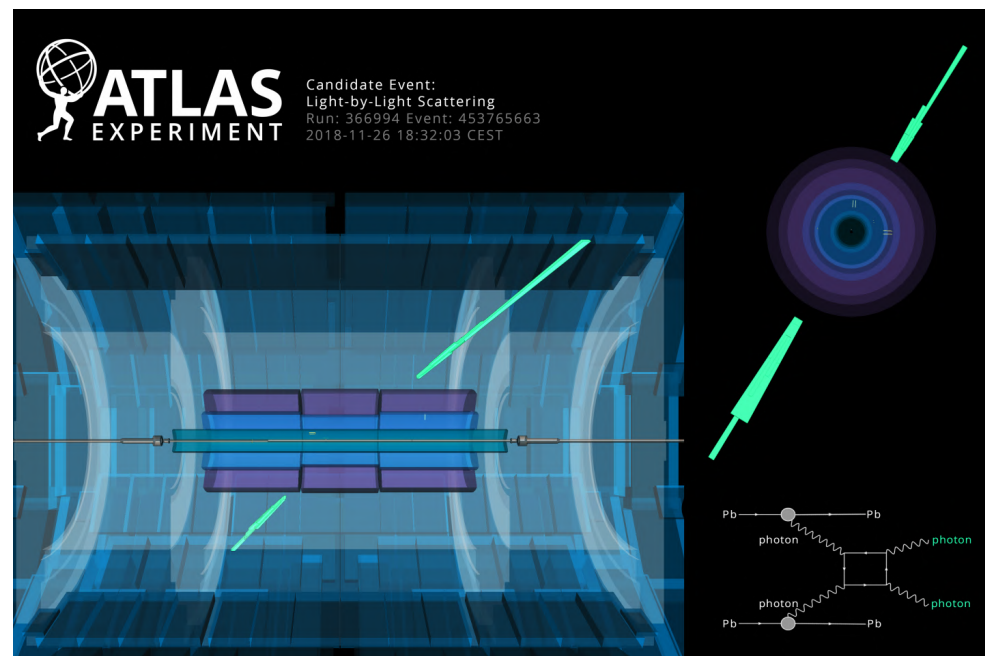 ATLAS
EXPERIMENT
Candidate Event:
Light-by-Light Scattering
Run: 366994 Event: 453765663
2018-11-26 18:32:03 CEST
Pb
Pb
photon
photon
photon
photon
Pb
Pb